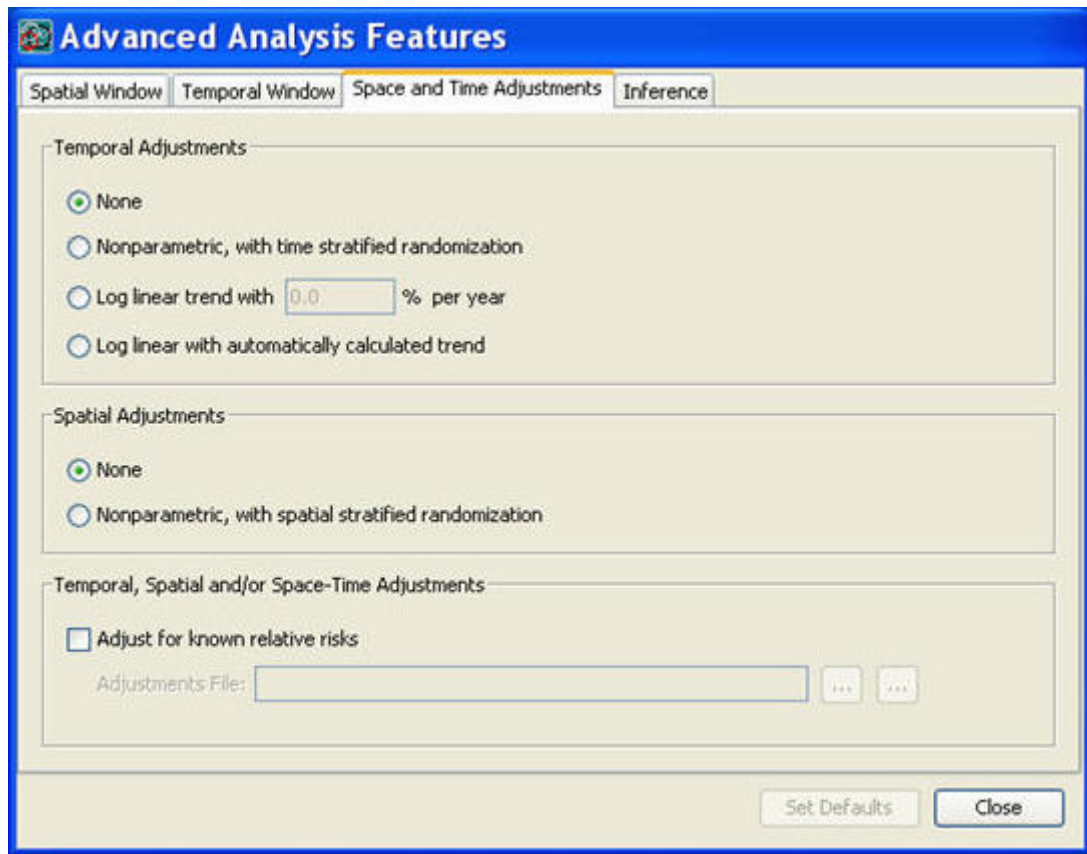 Advanced Analysis Features
Spatial Window Temporal Window Space and Time Adjustments Inference
Temporal Adjustments
None
Nonparametric, with time stratified randomization
Log linear trend with 0.0 % per year
Log linear with automatically calculated trend
Spatial Adjustments
None
Nonparametric, with spatial stratified randomization
Temporal, Spatial and/or Space-Time Adjustments
Adjust for known relative risks
Adjustments File: ... ...
Set Defaults Close